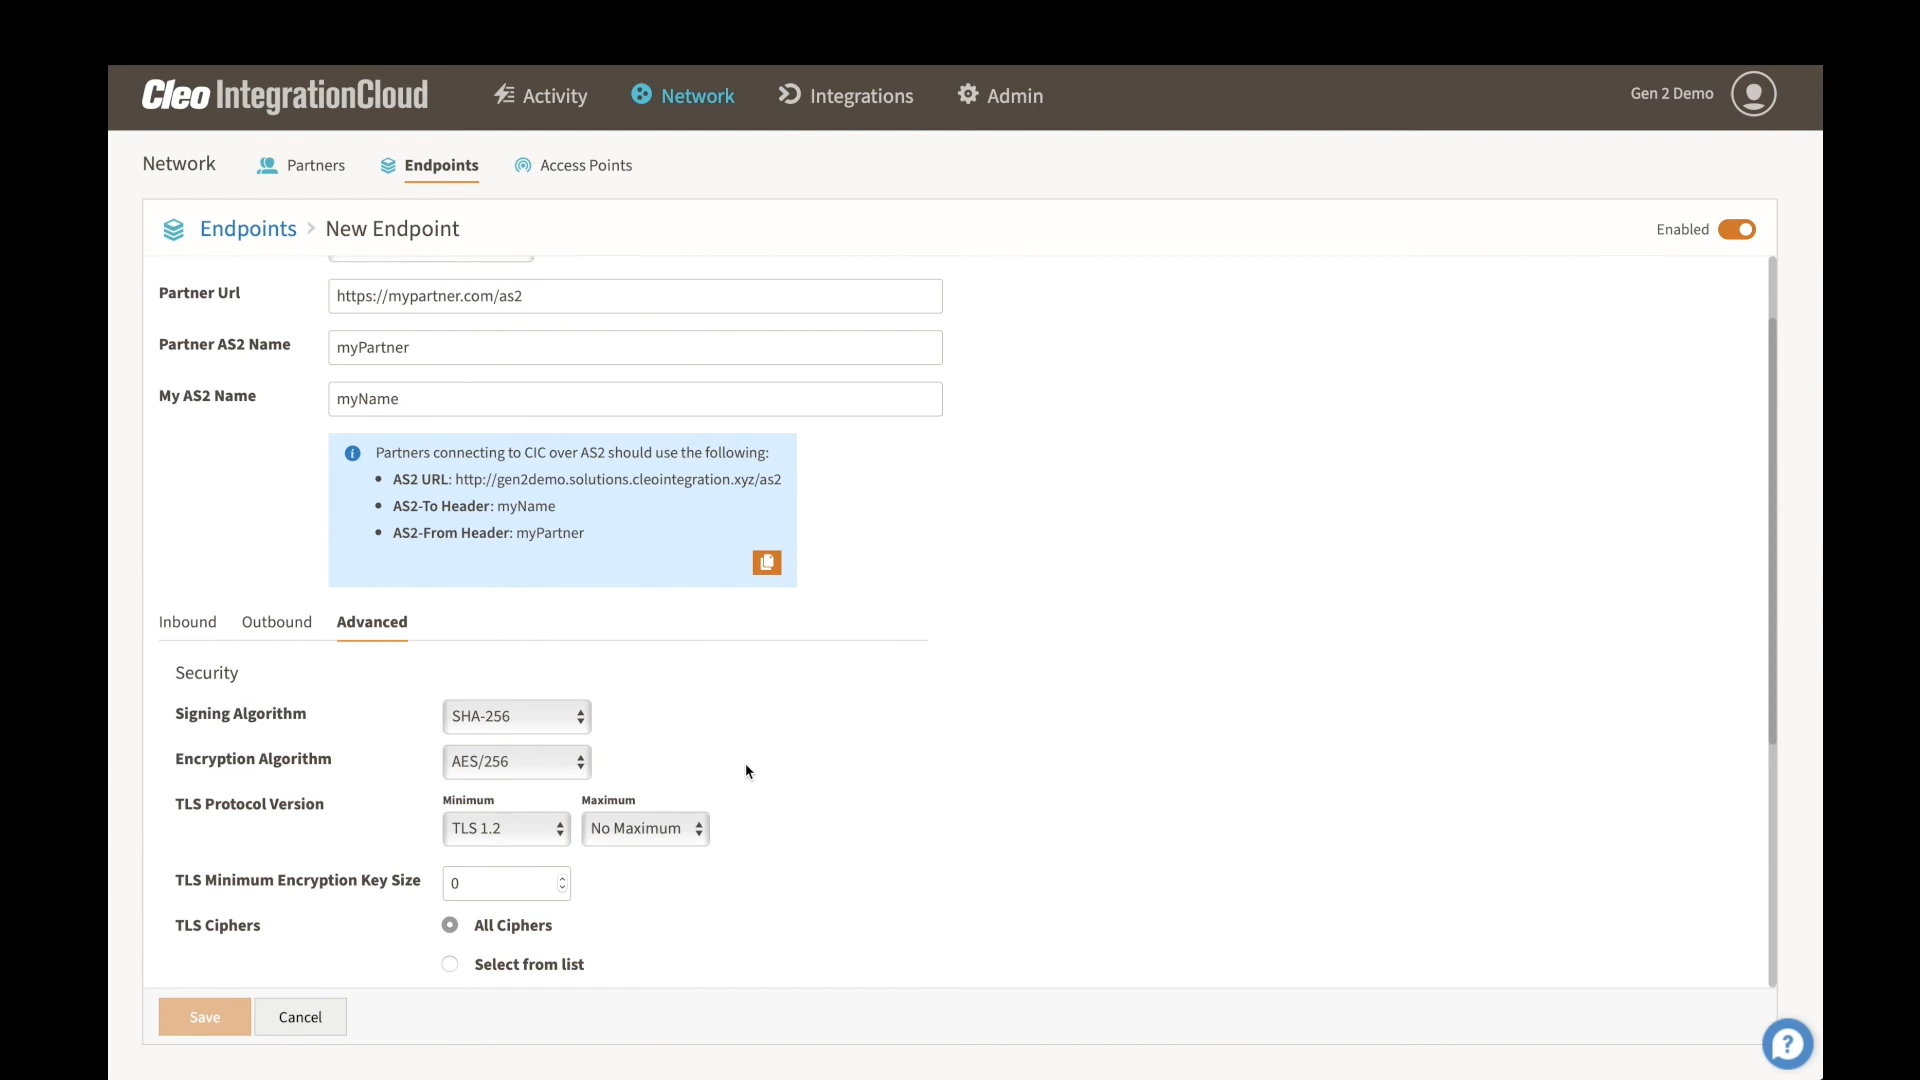 Cleo IntegrationCloud Activity Network Integrations Admin Gen 2 Demo
Network Partners Endpoints Access Points
Endpoints > New Endpoint Enabled
Partner Url https://mypartner.com/as2
Partner AS2 Name myPartner
My AS2 Name myName
i Partners connecting to CIC over AS2 should use the following:
• AS2 URL: http://gen2demo.solutions.cleointegration.xyz/as2
• AS2-To Header: myName
• AS2-From Header: myPartner
Inbound Outbound Advanced
Security
Signing Algorithm SHA-256
Encryption Algorithm AES/256
TLS Protocol Version Minimum Maximum
TLS 1.2 No Maximum
TLS Minimum Encryption Key Size 0
TLS Ciphers All Ciphers
Select from list
Save Cancel
?